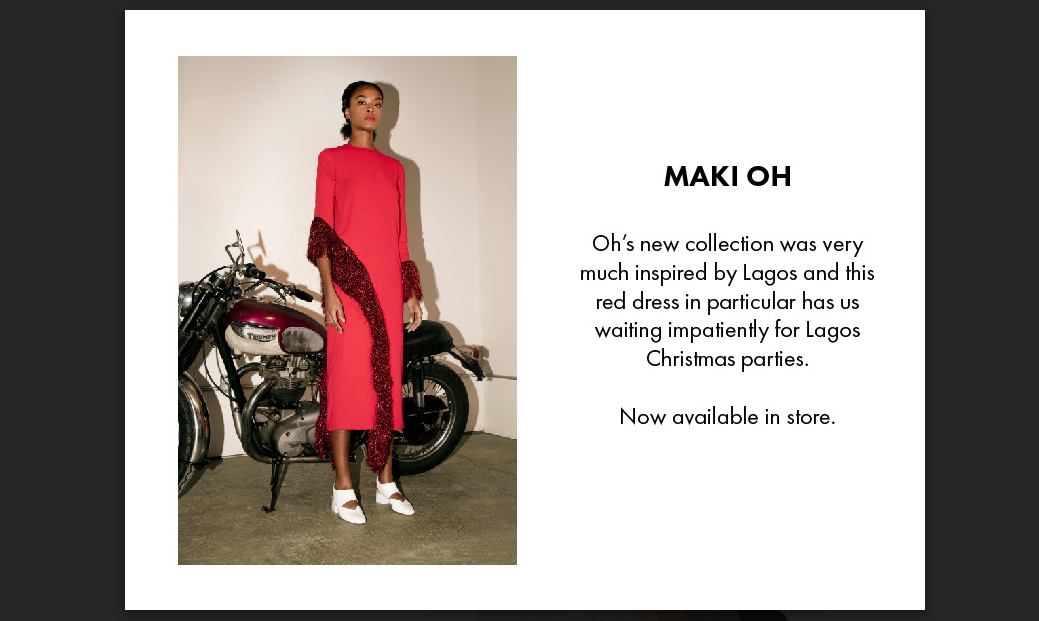 MAKI OH
Oh’s new collection was very
much inspired by Lagos and this
red dress in particular has us
waiting impatiently for Lagos
Christmas parties.
Now available in store.
TRIUMPH